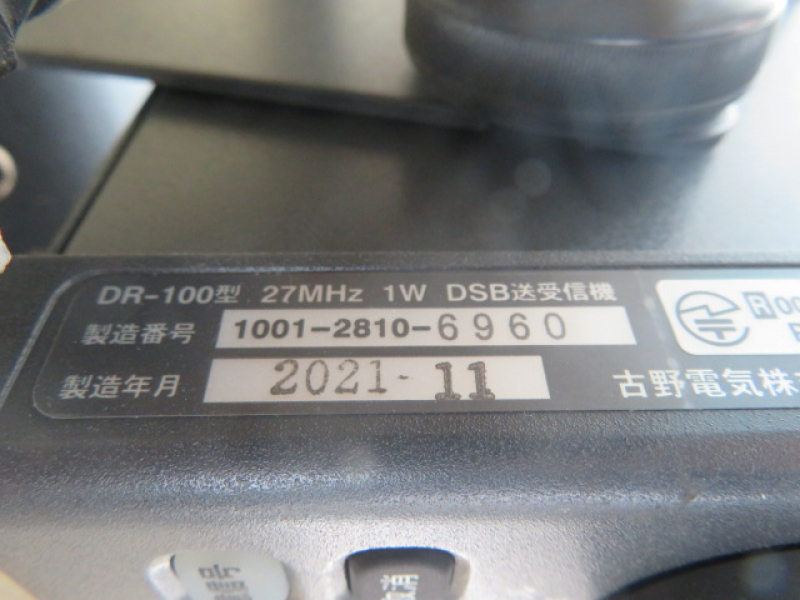 DR-100型 27MHz 1W DSB送受信機
製造番号 1001-2810-6960
R 00
製造年月 2021-11
古野電気株